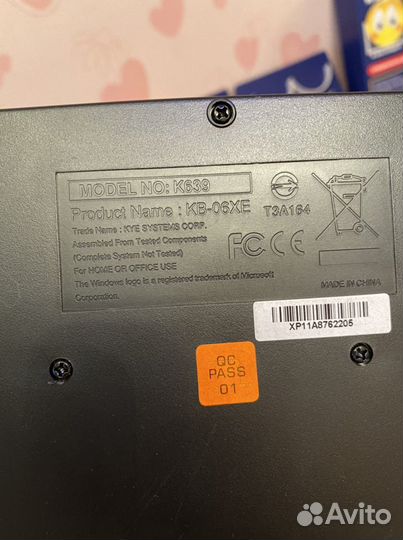 MODEL NO: K639
Product Name : KB-06XE
Trade Name : KYE SYSTEMS CORP.
Assembled From Tested Components
(Complete System Not Tested)
For HOME OR OFFICE USE
The Windows logo is a registered trademark of Microsoft
Corporation.
T3A164
FC CE
MADE IN CHINA
XP11A8762205
QC
PASS
01
Avito